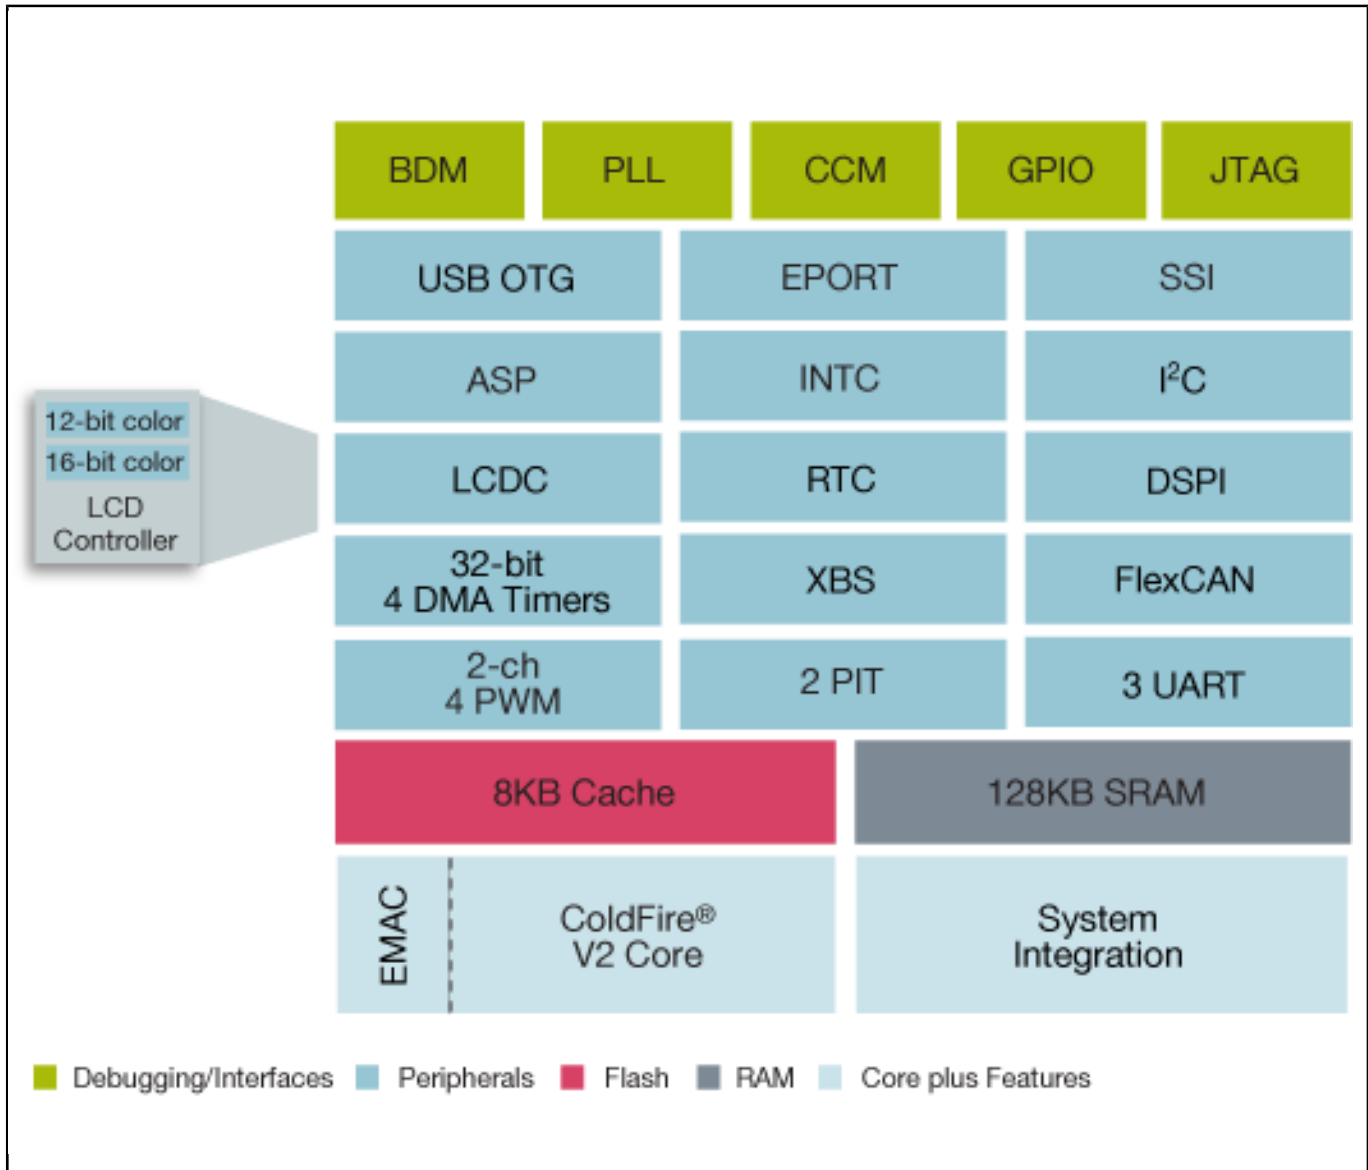 BDM
PLL
CCM
GPIO
JTAG
USB OTG
EPORT
SSI
ASP
INTC
I²C
12-bit color
16-bit color
LCD
Controller
LCDC
RTC
DSPI
32-bit
4 DMA Timers
XBS
FlexCAN
2-ch
4 PWM
2 PIT
3 UART
8KB Cache
128KB SRAM
EMAC
ColdFire®
V2 Core
System
Integration
Debugging/Interfaces
Peripherals
Flash
RAM
Core plus Features